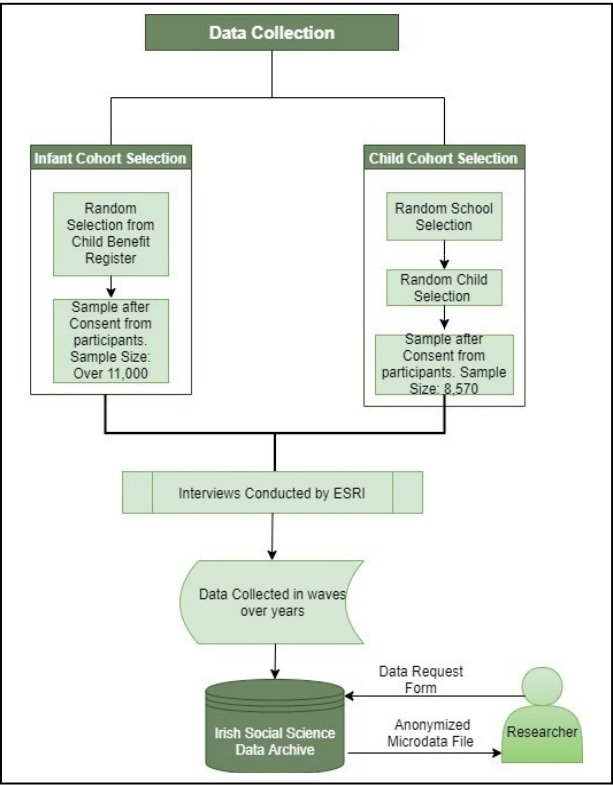 Data Collection
Infant Cohort Selection
Random
Selection from
Child Benefit
Register
Sample after
Consent from
participants.
Sample Size:
Over 11,000
Child Cohort Selection
Random School
Selection
Random Child
Selection
Sample after
Consent from
participants. Sample
Size: 8,570
Interviews Conducted by ESRI
Data Collected in waves
over years
Irish Social Science
Data Archive
Data Request
Form
Anonymized
Microdata File
Researcher